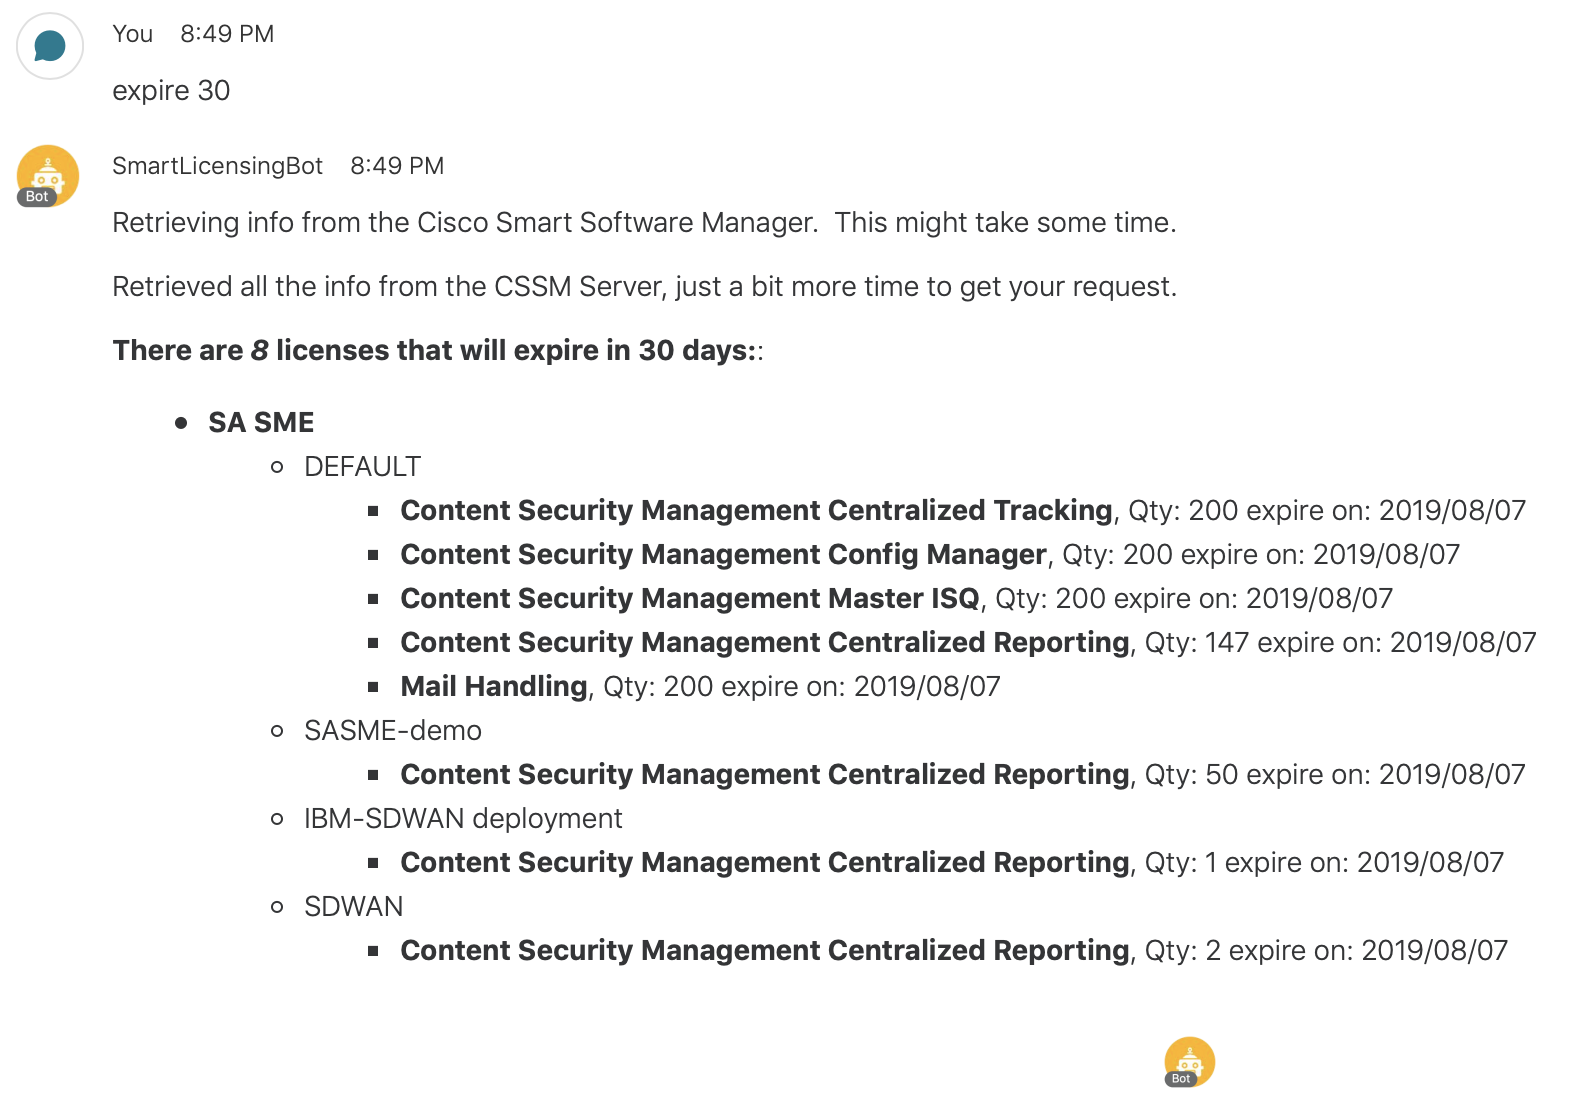 You 8:49 PM
expire 30
SmartLicensingBot 8:49 PM
Bot
Retrieving info from the Cisco Smart Software Manager.  This might take some time.
Retrieved all the info from the CSSM Server, just a bit more time to get your request.
There are 8 licenses that will expire in 30 days::
SA SME
DEFAULT
Content Security Management Centralized Tracking, Qty: 200 expire on: 2019/08/07
Content Security Management Config Manager, Qty: 200 expire on: 2019/08/07
Content Security Management Master ISQ, Qty: 200 expire on: 2019/08/07
Content Security Management Centralized Reporting, Qty: 147 expire on: 2019/08/07
Mail Handling, Qty: 200 expire on: 2019/08/07
SASME-demo
Content Security Management Centralized Reporting, Qty: 50 expire on: 2019/08/07
IBM-SDWAN deployment
Content Security Management Centralized Reporting, Qty: 1 expire on: 2019/08/07
SDWAN
Content Security Management Centralized Reporting, Qty: 2 expire on: 2019/08/07
Bot